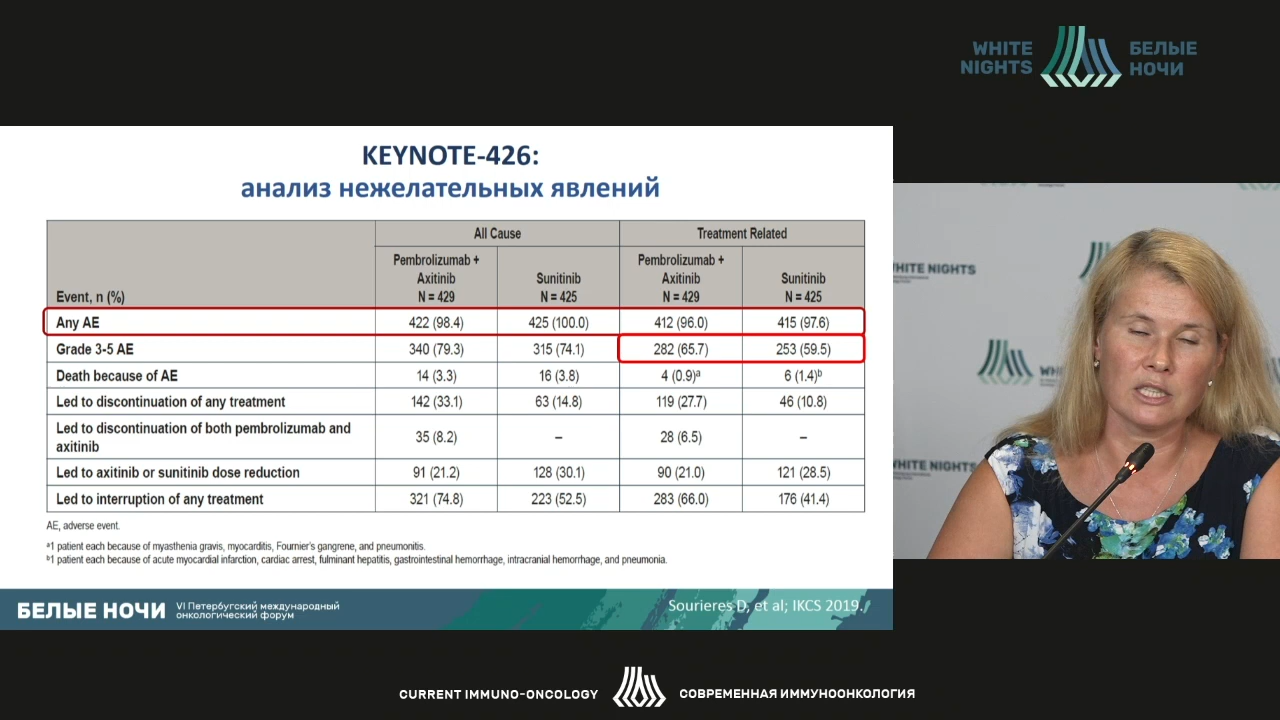 WHITE
NIGHTS
БЕЛЫЕ
НОЧИ
KEYNOTE-426:
анализ нежелательных явлений
All Cause
Treatment Related
Event, n (%)
Pembrolizumab +
Axitinib
N = 429
Sunitinib
N = 425
Pembrolizumab +
Axitinib
N = 429
Sunitinib
N = 425
Any AE 422 (98.4) 425 (100.0) 412 (96.0) 415 (97.6)
Grade 3-5 AE 340 (79.3) 315 (74.1) 282 (65.7) 253 (59.5)
Death because of AE 14 (3.3) 16 (3.8) 4 (0.9)ᵃ 6 (1.4)ᵇ
Led to discontinuation of any treatment 142 (33.1) 63 (14.8) 119 (27.7) 46 (10.8)
Led to discontinuation of both pembrolizumab and
axitinib 35 (8.2) – 28 (6.5) –
Led to axitinib or sunitinib dose reduction 91 (21.2) 128 (30.1) 90 (21.0) 121 (28.5)
Led to interruption of any treatment 321 (74.8) 223 (52.5) 283 (66.0) 176 (41.4)
AE, adverse event.
ᵃ1 patient each because of myasthenia gravis, myocarditis, Fournier's gangrene, and pneumonitis.
ᵇ1 patient each because of acute myocardial infarction, cardiac arrest, fulminant hepatitis, gastrointestinal hemorrhage, intracranial hemorrhage, and pneumonia.
БЕЛЫЕ НОЧИ
VI Петербургский международный
онкологический форум
Sourieres D, et al; IKCS 2019.
WHITE NIGHTS
WHITE NIGHTS
CURRENT IMMUNO-ONCOLOGY
СОВРЕМЕННАЯ ИММУНООНКОЛОГИЯ